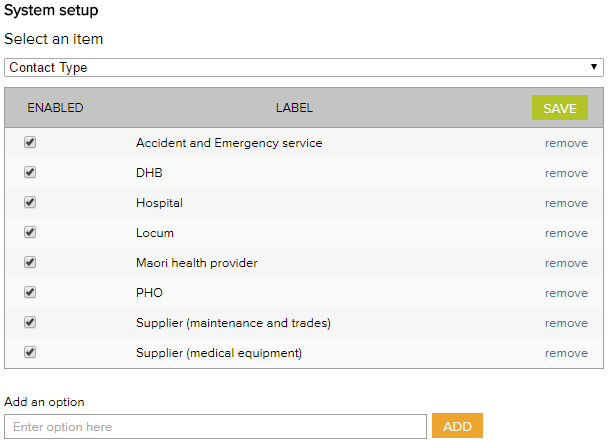 System setup
Select an item
Contact Type
ENABLED LABEL SAVE
Accident and Emergency service remove
DHB remove
Hospital remove
Locum remove
Maori health provider remove
PHO remove
Supplier (maintenance and trades) remove
Supplier (medical equipment) remove
Add an option
Enter option here ADD